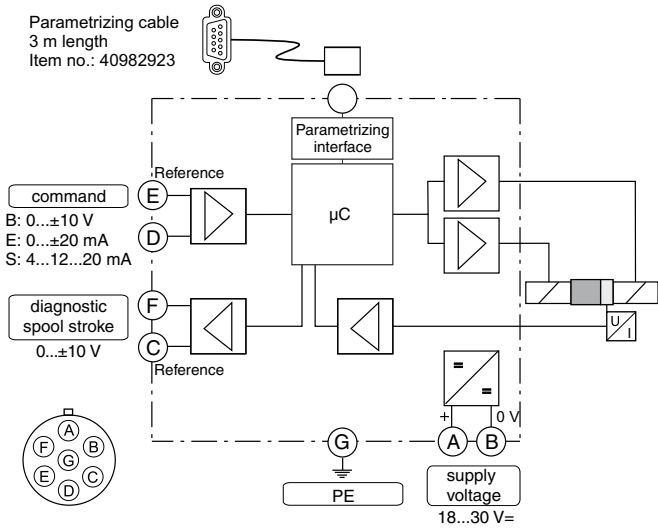 Parametrizing cable
3 m length
Item no.: 40982923
Parametrizing
interface
Reference
command
E
B: 0...±10 V
E: 0...±20 mA
S: 4...12...20 mA
D
µC
diagnostic
spool stroke
F
0...±10 V
C
Reference
U
I
=
=
+
0 V
A
F
B
G
E
C
D
G
A
B
PE
supply
voltage
18...30 V=